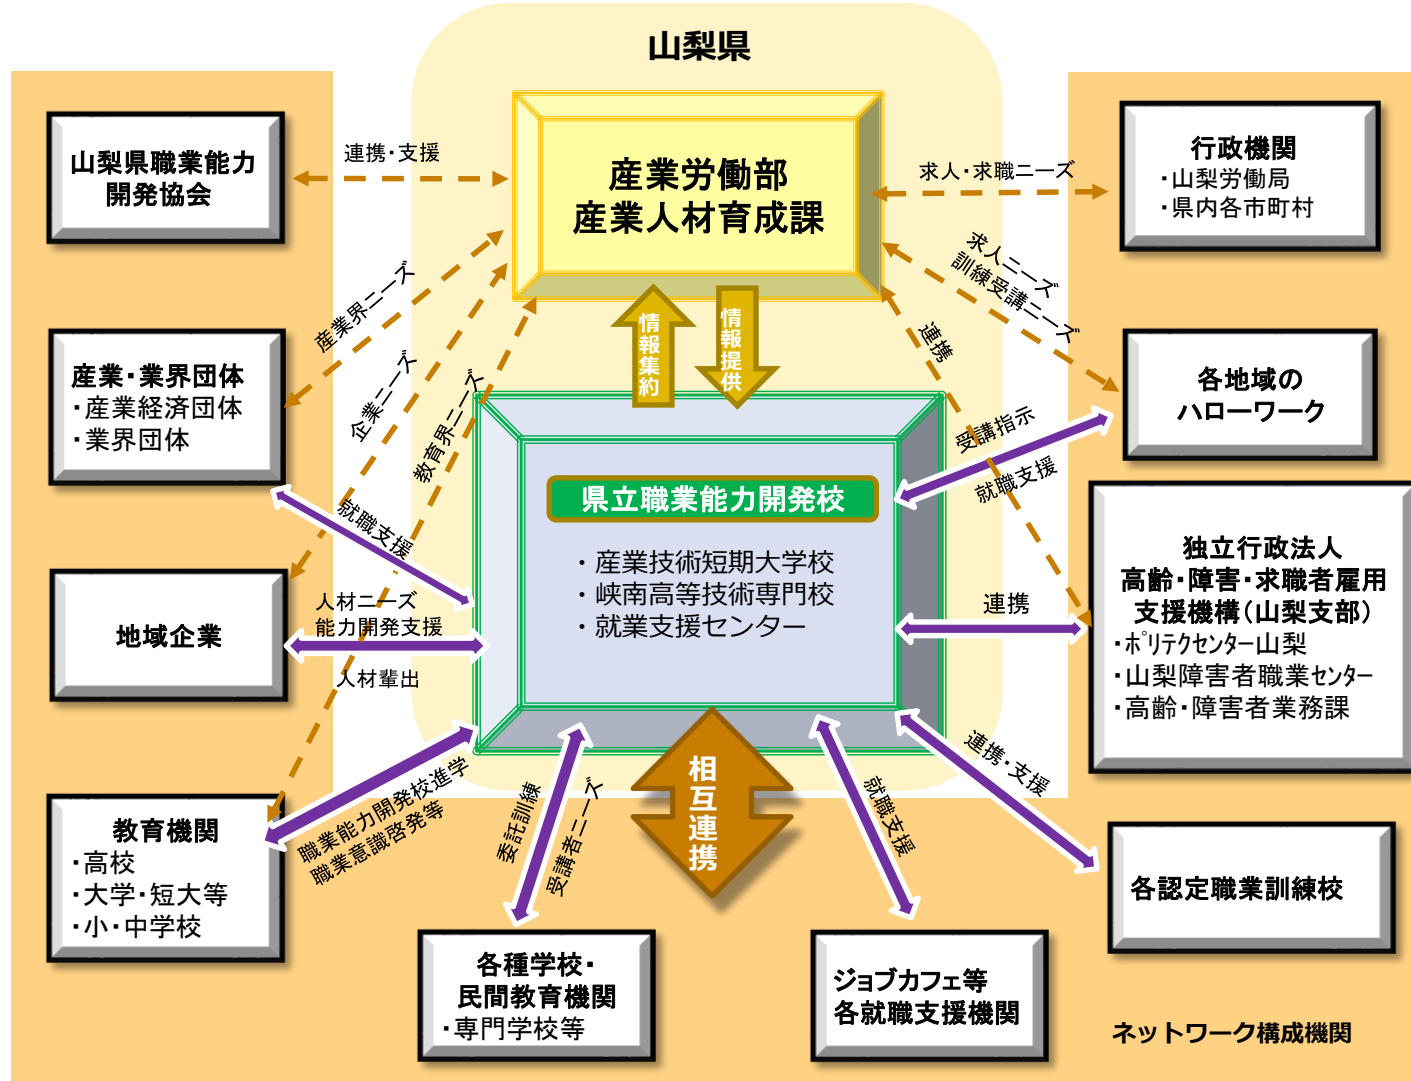 山梨県
産業労働部
産業人材育成課
山梨県職業能力
開発協会
連携・支援
求人・求職ニーズ
行政機関
・山梨労働局
・県内各市町村
産業界ニーズ
企業ニーズ
教育界ニーズ
情報集約
情報提供
求人ニーズ
訓練受講ニーズ
連携
産業・業界団体
・産業経済団体
・業界団体
各地域の
ハローワーク
受講指示
就職支援
県立職業能力開発校
・産業技術短期大学校
・峡南高等技術専門校
・就業支援センター
就職支援
地域企業
人材ニーズ
能力開発支援
人材輩出
連携
独立行政法人
高齢・障害・求職者雇用
支援機構（山梨支部）
・ポリテクセンター山梨
・山梨障害者職業センター
・高齢・障害者業務課
教育機関
・高校
・大学・短大等
・小・中学校
職業能力開発校進学
職業意識啓発等
委託訓練
受講者ニーズ
相互連携
就職支援
連携・支援
各認定職業訓練校
各種学校・
民間教育機関
・専門学校等
ジョブカフェ等
各就職支援機関
ネットワーク構成機関